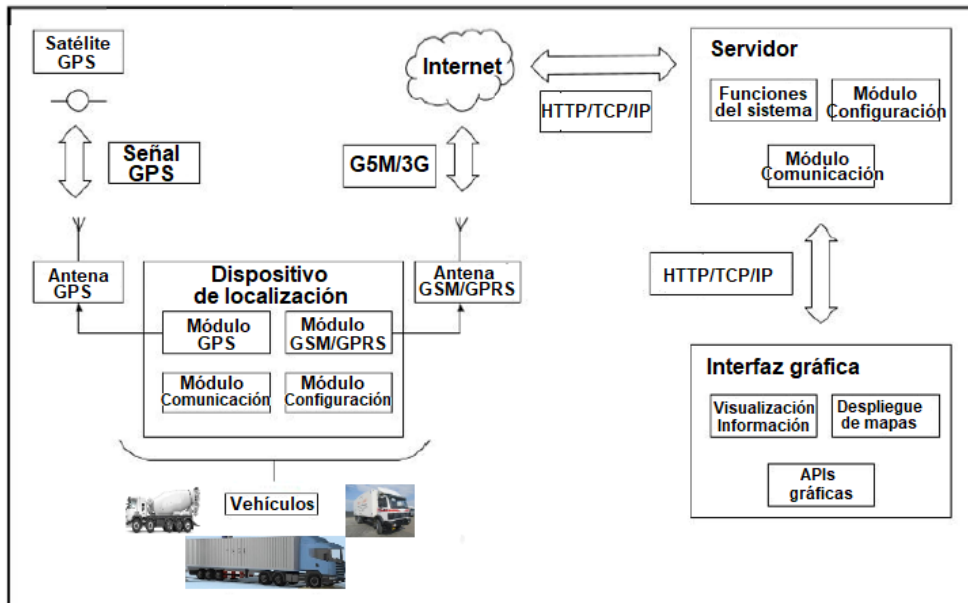 Satélite
GPS
Señal
GPS
Antena
GPS
Internet
G5M/3G
Antena
GSM/GPRS
HTTP/TCP/IP
Dispositivo
de localización
Módulo
GPS
Módulo
GSM/GPRS
Módulo
Comunicación
Módulo
Configuración
Vehículos
Servidor
Funciones
del sistema
Módulo
Configuración
Módulo
Comunicación
HTTP/TCP/IP
Interfaz gráfica
Visualización
Información
Despliegue
de mapas
APIs
gráficas